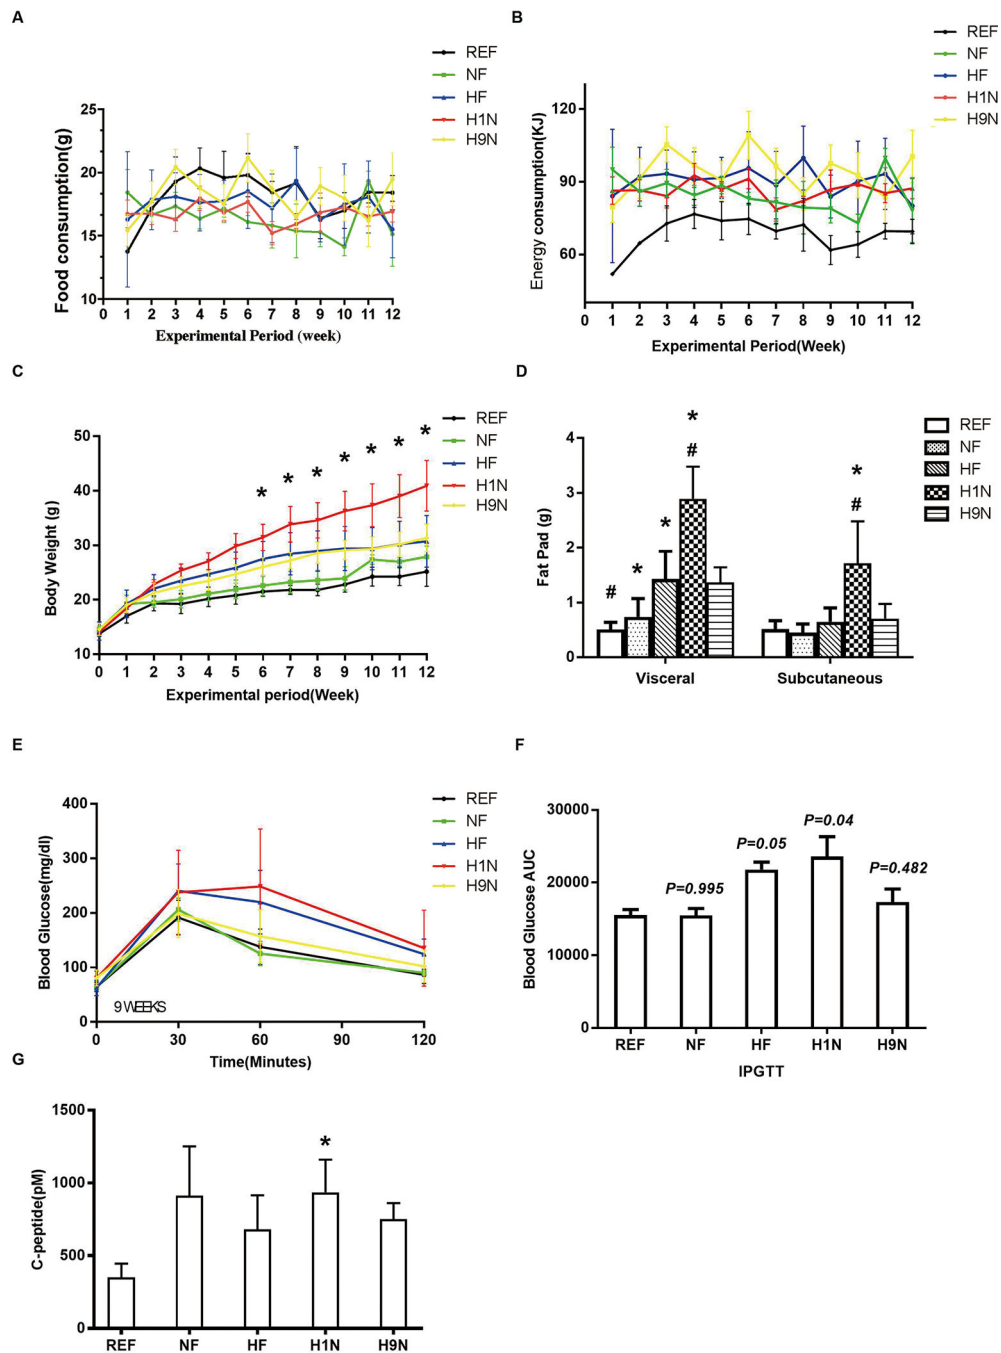 A
REF
NF
HF
H1N
H9N
Food consumption(g)
25
20
15
10
0 1 2 3 4 5 6 7 8 9 10 11 12
Experimental Period (week)
B
REF
NF
HF
H1N
H9N
Energy consumption(KJ)
120
90
60
0 1 2 3 4 5 6 7 8 9 10 11 12
Experimental Period(Week)
C
REF
NF
HF
H1N
H9N
Body Weight (g)
50
40
30
20
10
* * * * * * *
0 1 2 3 4 5 6 7 8 9 10 11 12
Experimental period(Week)
D
REF
NF
HF
H1N
H9N
Fat Pad (g)
4
3
2
1
0
# * * * # * #
Visceral Subcutaneous
E
REF
NF
HF
H1N
H9N
Blood Glucose(mg/dl)
400
300
200
100
0
9 WEEKS
0 30 60 90 120
Time(Minutes)
F
Blood Glucose AUC
30000
20000
10000
0
P=0.995 P=0.05 P=0.04 P=0.482
REF NF HF H1N H9N
IPGTT
G
C-peptide(pM)
1500
1000
500
0
*
REF NF HF H1N H9N